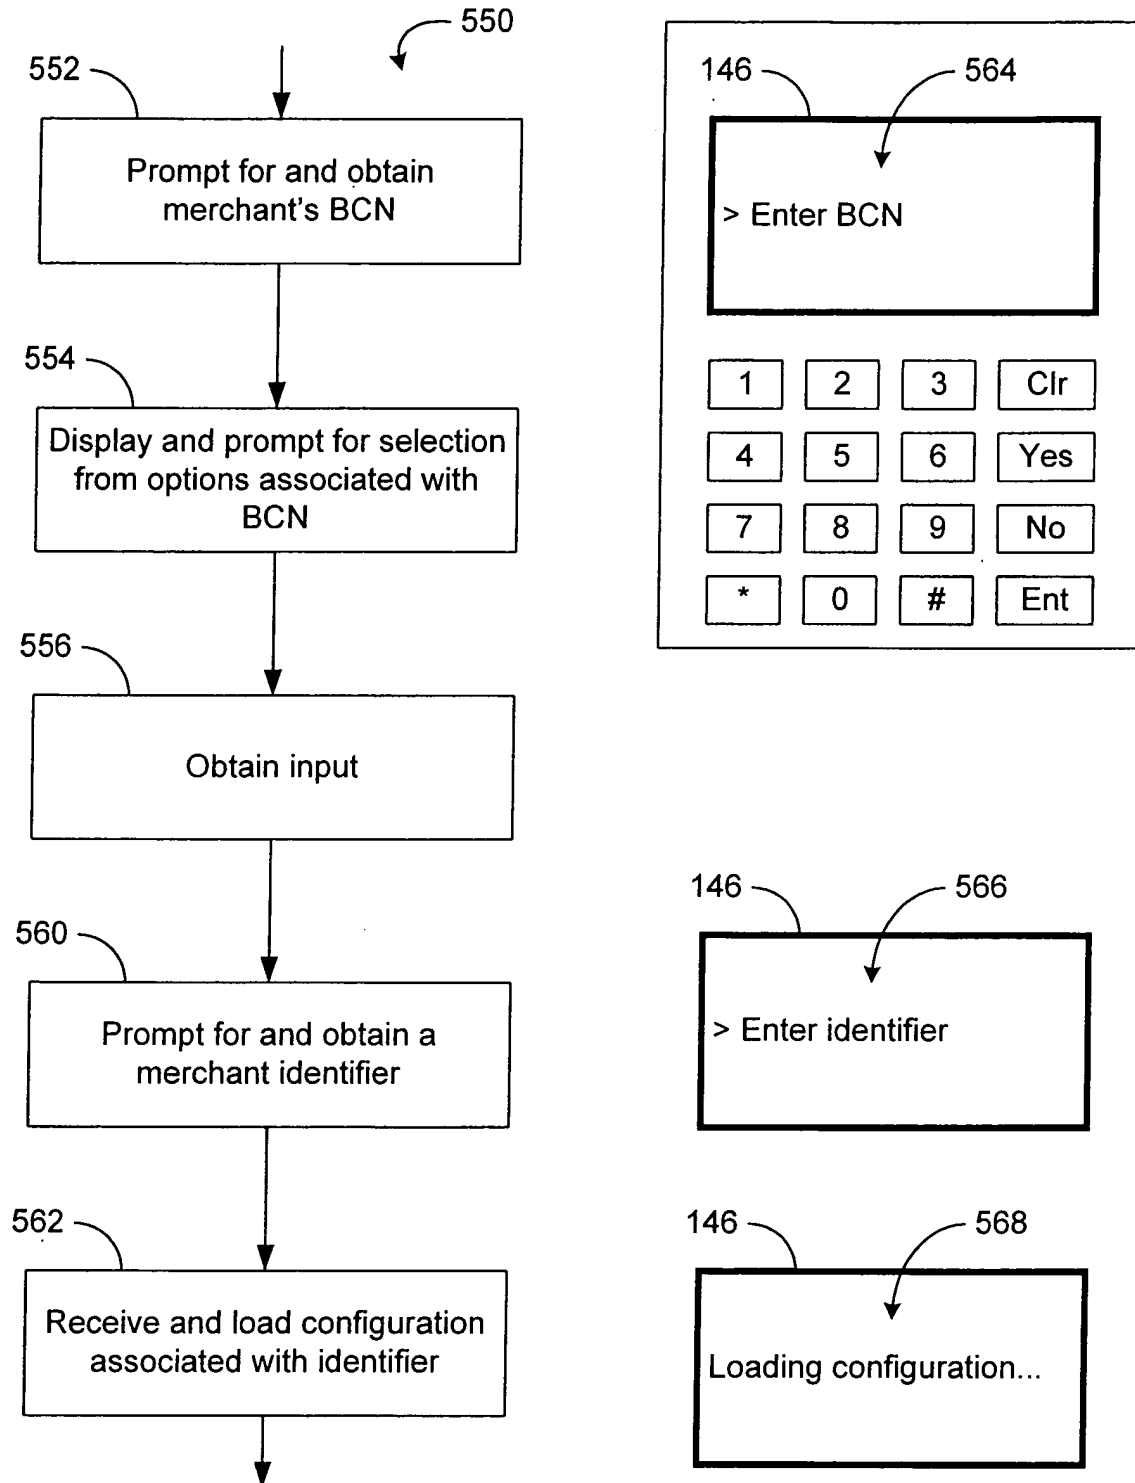 550
552
Prompt for and obtain
merchant's BCN
554
Display and prompt for selection
from options associated with
BCN
556
Obtain input
560
Prompt for and obtain a
merchant identifier
562
Receive and load configuration
associated with identifier
146
564
> Enter BCN
1 2 3 Clr
4 5 6 Yes
7 8 9 No
* 0 # Ent
146
566
> Enter identifier
146
568
Loading configuration...